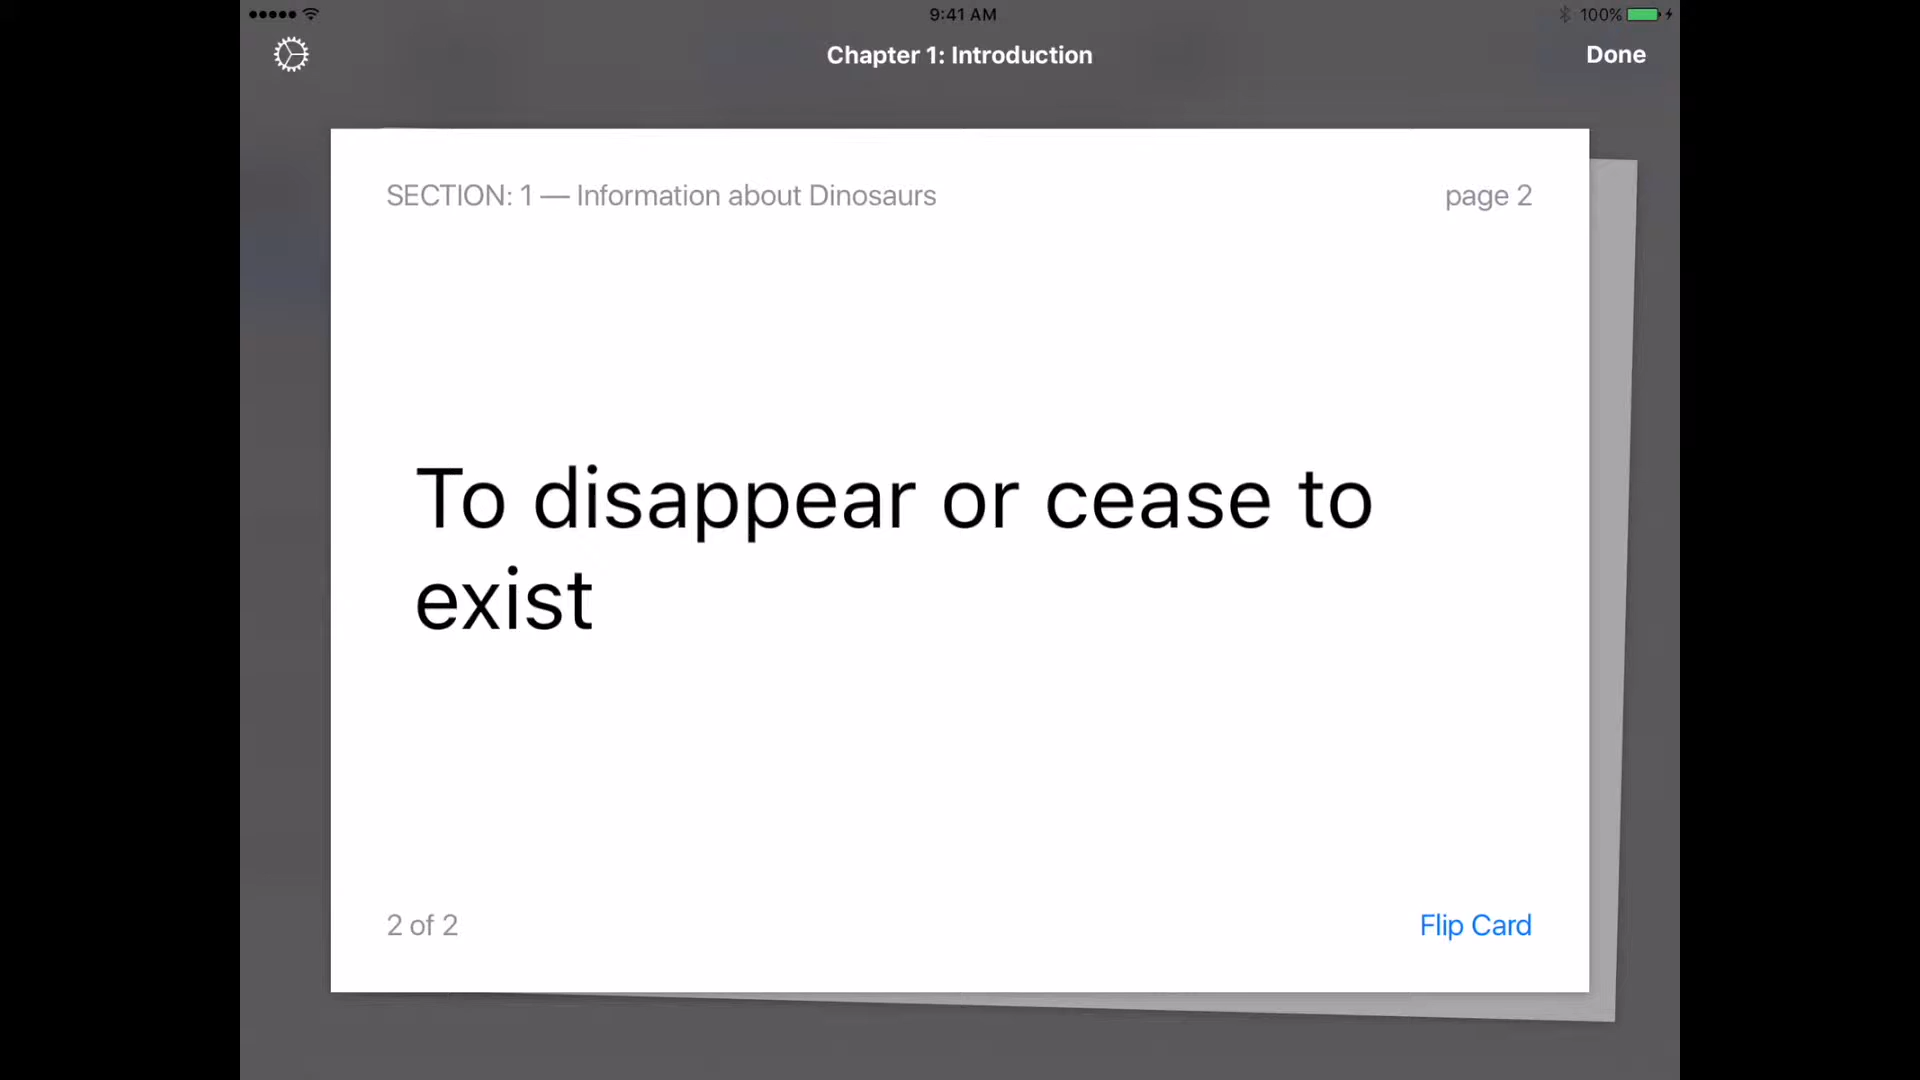 9:41 AM
100%
Chapter 1: Introduction
Done
SECTION: 1 — Information about Dinosaurs
page 2
To disappear or cease to
exist
2 of 2
Flip Card